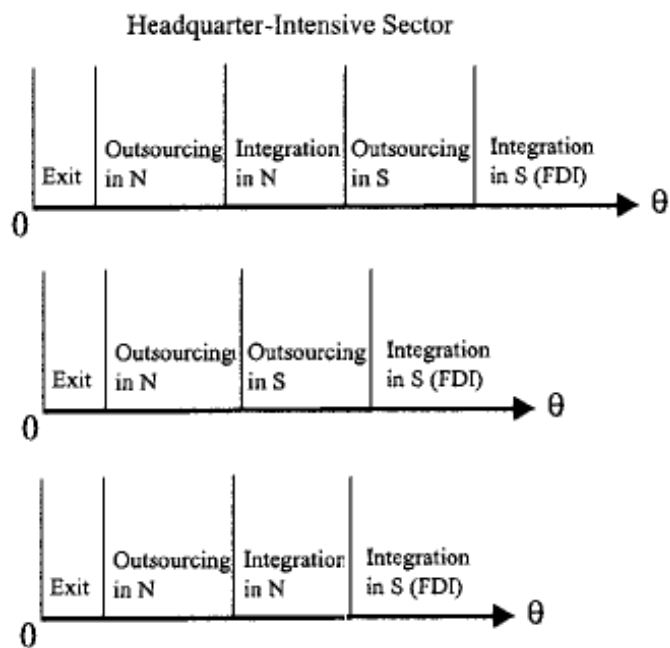 Headquarter-Intensive Sector
Outsourcing Integration Outsourcing Integration
Exit in N in N in S in S (FDI)
0 θ
Outsourcing Outsourcing Integration
Exit in N in S in S (FDI)
0 θ
Outsourcing Integration Integration
Exit in N in N in S (FDI)
0 θ